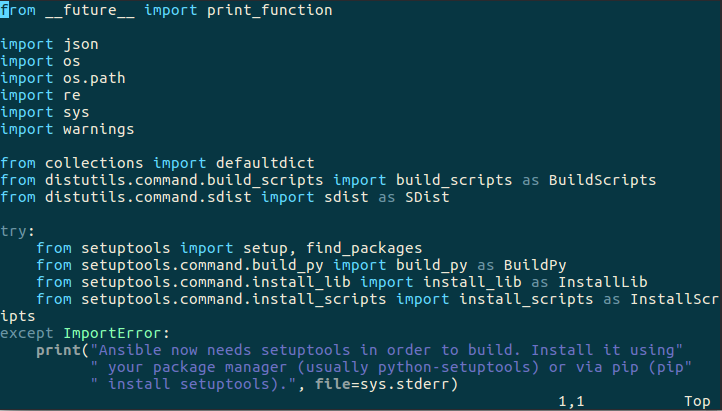 from __future__ import print_function

import json
import os
import os.path
import re
import sys
import warnings

from collections import defaultdict
from distutils.command.build_scripts import build_scripts as BuildScripts
from distutils.command.sdist import sdist as SDist

try:
    from setuptools import setup, find_packages
    from setuptools.command.build_py import build_py as BuildPy
    from setuptools.command.install_lib import install_lib as InstallLib
    from setuptools.command.install_scripts import install_scripts as InstallScr
ipts
except ImportError:
    print("Ansible now needs setuptools in order to build. Install it using"
          " your package manager (usually python-setuptools) or via pip (pip"
          " install setuptools).", file=sys.stderr)
                                                              1,1           Top